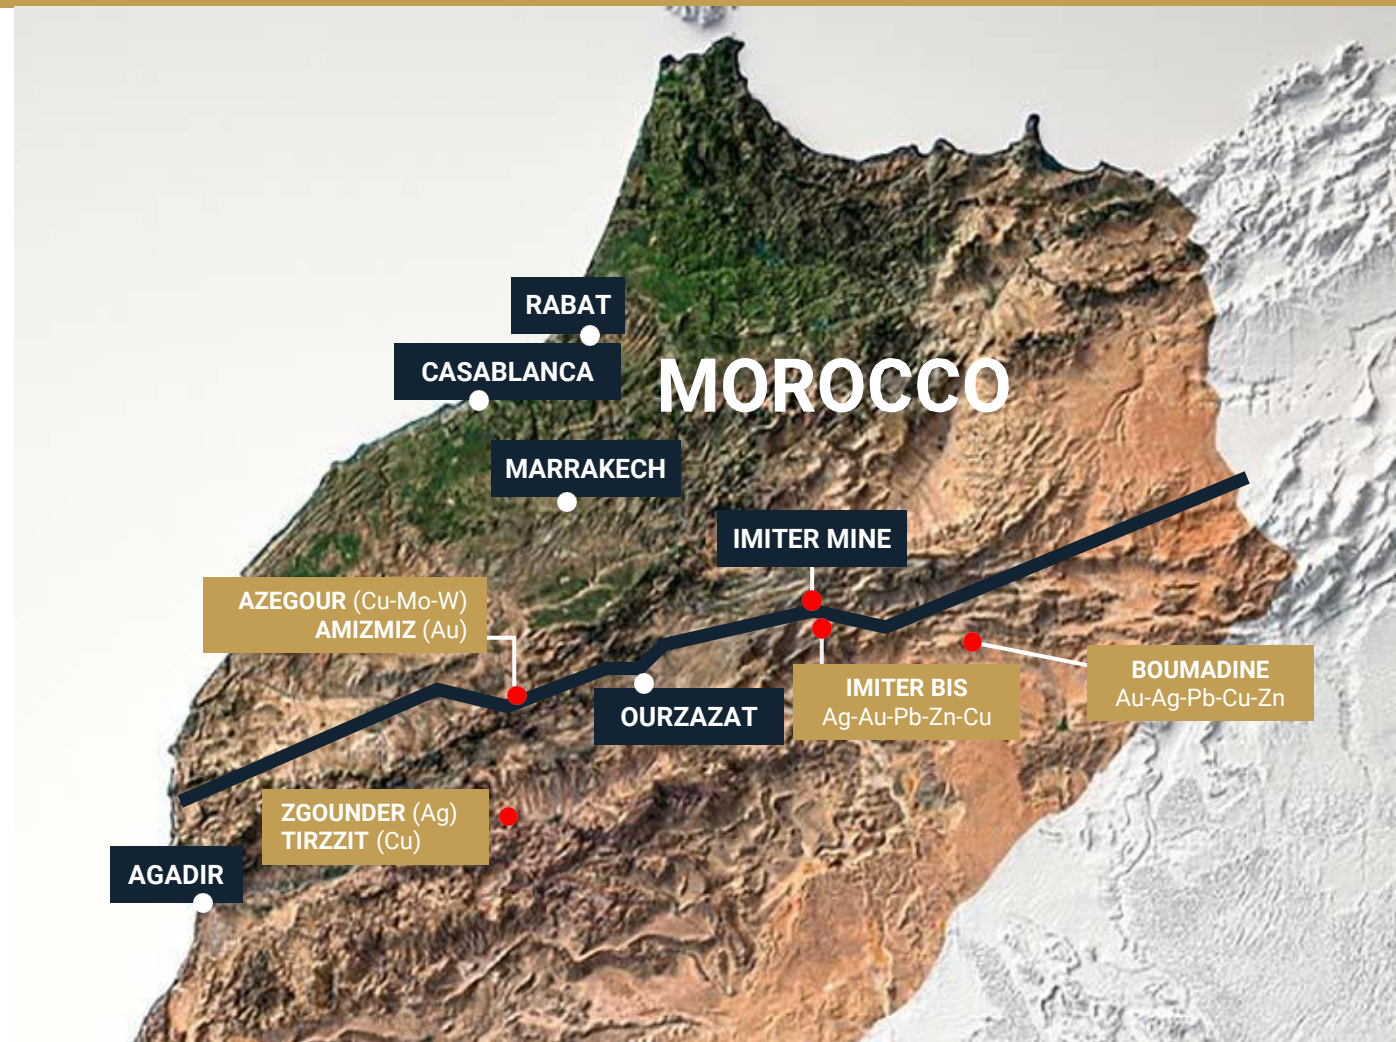 RABAT
CASABLANCA
MOROCCO
MARRAKECH
IMITER MINE
AZEGOUR (Cu-Mo-W)
AMIZMIZ (Au)
OURZAZAT
IMITER BIS
Ag-Au-Pb-Zn-Cu
BOUMADINE
Au-Ag-Pb-Cu-Zn
ZGOUNDER (Ag)
TIRZZIT (Cu)
AGADIR